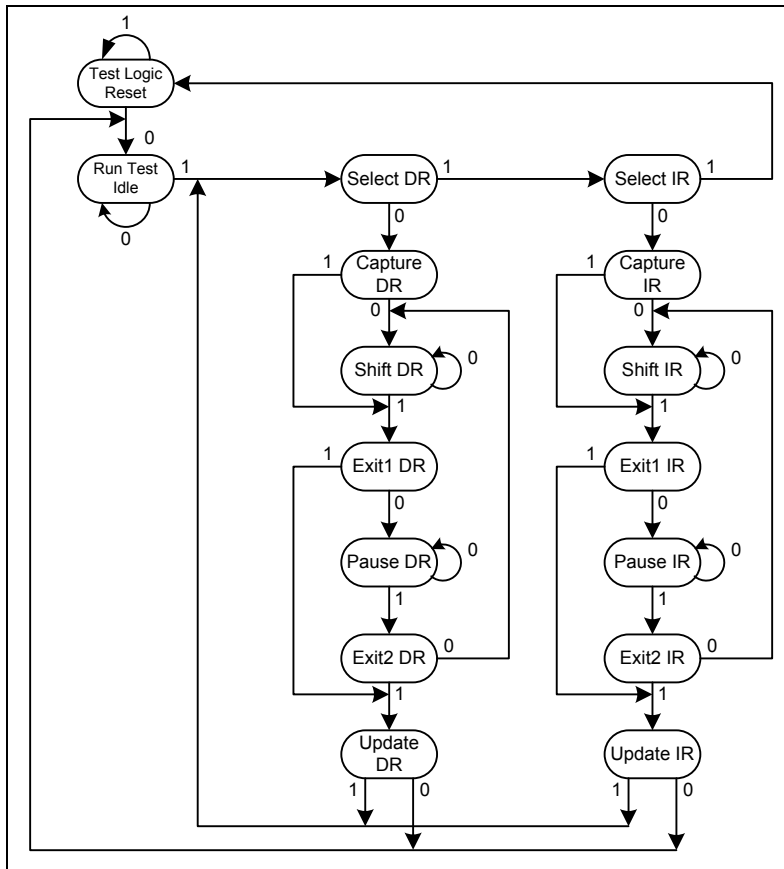 1
Test Logic
Reset
0
Run Test
Idle
1
0
Select DR
1
Select IR
1
0
0
1
Capture
DR
1
Capture
IR
0
0
Shift DR
0
Shift IR
0
1
1
1
Exit1 DR
1
Exit1 IR
0
0
Pause DR
0
Pause IR
0
1
1
Exit2 DR
0
Exit2 IR
0
1
1
Update
DR
Update IR
1
0
1
0